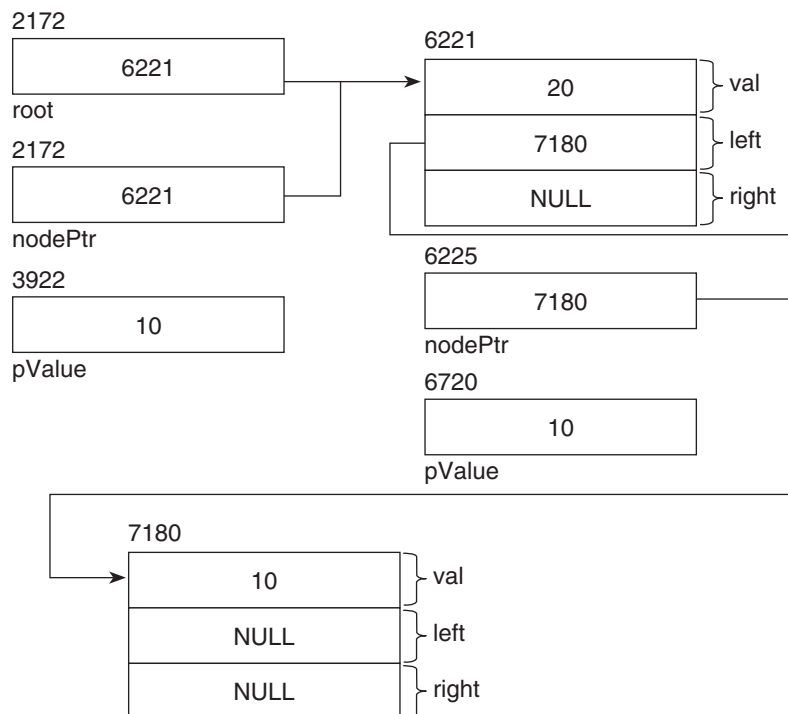 2172
6221
root
2172
6221
nodePtr
3922
10
pValue
6221
20 val
7180 left
NULL right
6225
7180
nodePtr
6720
10
pValue
7180
10 val
NULL left
NULL right